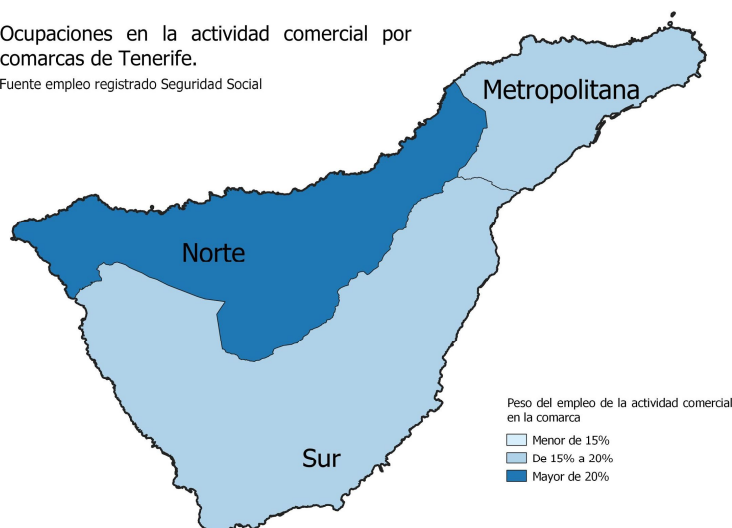 Ocupaciones en la actividad comercial por
comarcas de Tenerife.
Fuente empleo registrado Seguridad Social
Metropolitana
Norte
Sur
Peso del empleo de la actividad comercial
en la comarca
Menor de 15%
De 15% a 20%
Mayor de 20%